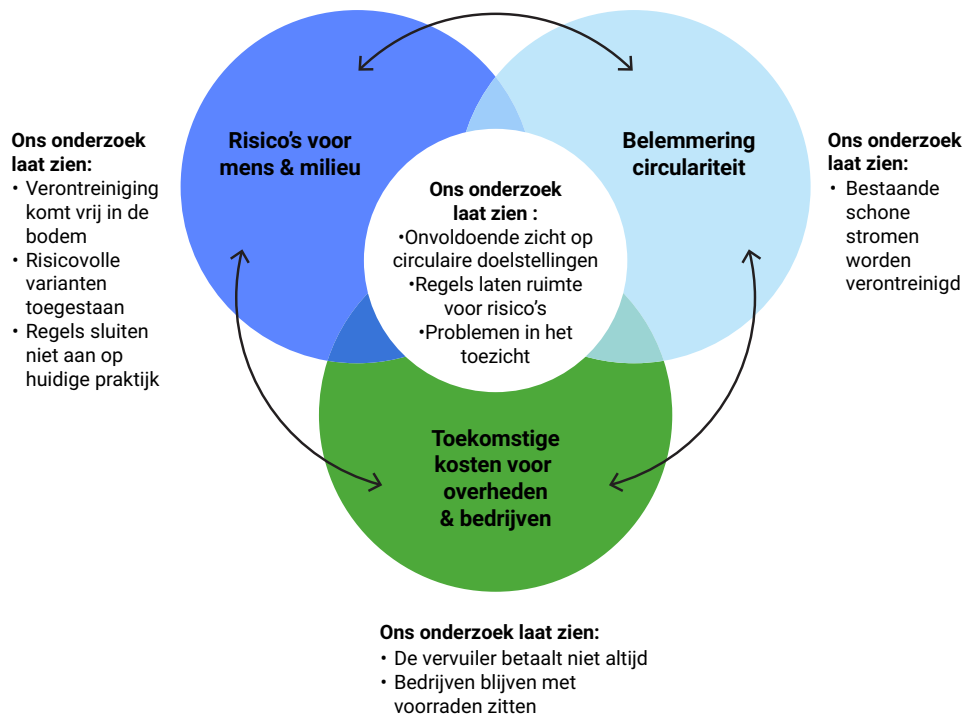 Risico’s voor
mens & milieu
Belemmering
circulariteit
Ons onderzoek
laat zien:
• Verontreiniging
komt vrij in de
bodem
• Risicovolle
varianten
toegestaan
• Regels sluiten
niet aan op
huidige praktijk
Ons onderzoek
laat zien :
•Onvoldoende zicht op
circulaire doelstellingen
•Regels laten ruimte
voor risico’s
•Problemen in het
toezicht
Ons onderzoek
laat zien:
• Bestaande
schone
stromen
worden
verontreinigd
Toekomstige
kosten voor
overheden
& bedrijven
Ons onderzoek laat zien:
• De vervuiler betaalt niet altijd
• Bedrijven blijven met
voorraden zitten